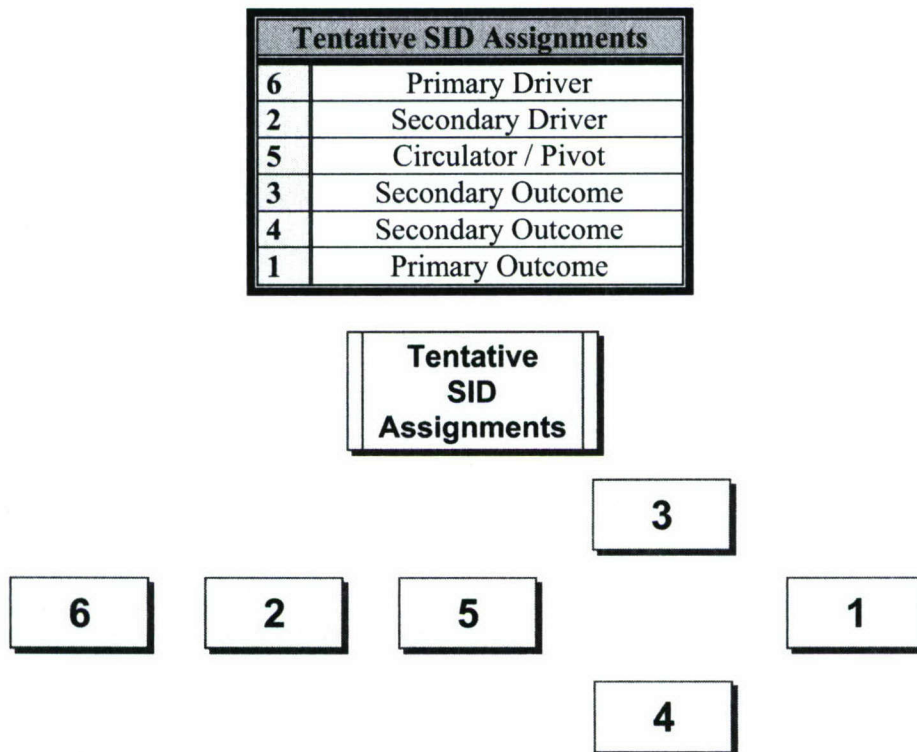 Tentative SID Assignments
6 Primary Driver
2 Secondary Driver
5 Circulator / Pivot
3 Secondary Outcome
4 Secondary Outcome
1 Primary Outcome
Tentative
SID
Assignments
3
6 2 5 1
4